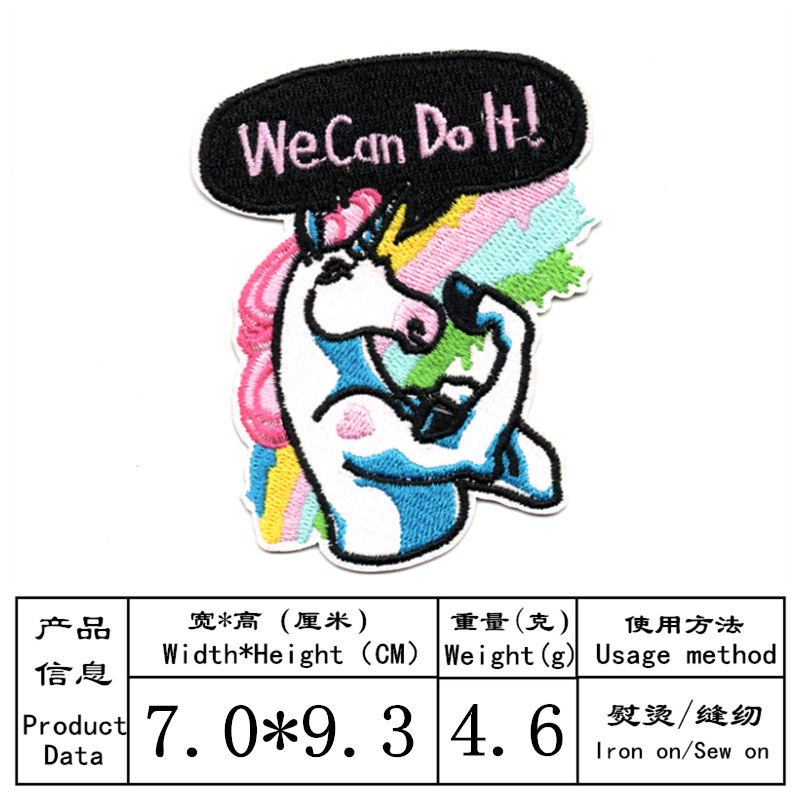 We Can Do It!
产品
信息
Product
Data
宽*高 (厘米)
Width*Height (CM)
重量(克)
Weight(g)
使用方法
Usage method
7.0*9.3
4.6
熨烫/缝纫
Iron on/Sew on